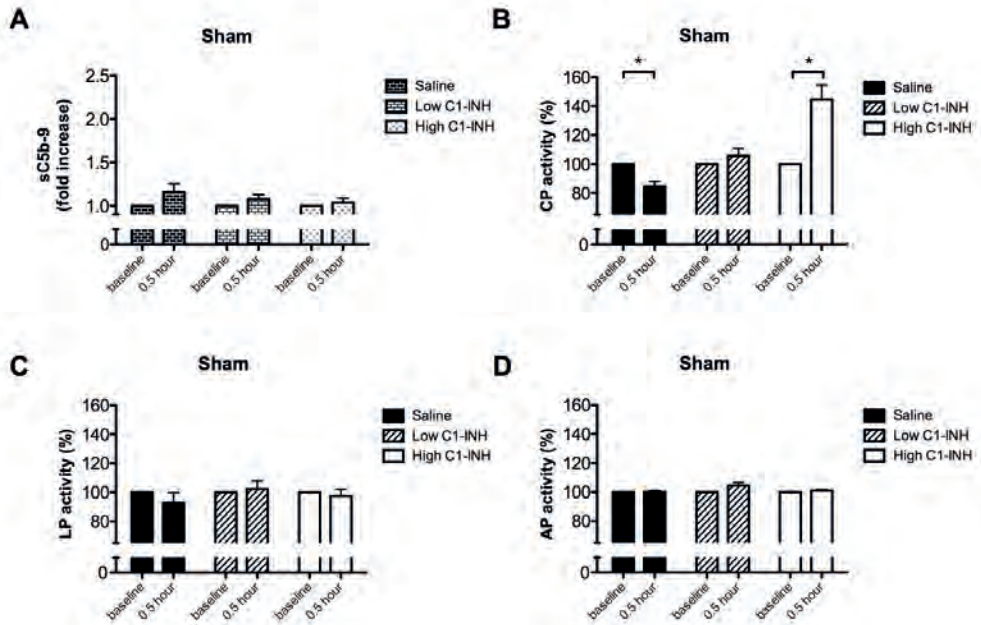 A
Sham
sC5b-9
(fold increase)
2.5
2.0
1.5
1.0
0
baseline
0.5 hour
baseline
0.5 hour
baseline
0.5 hour
Saline
Low C1-INH
High C1-INH
B
Sham
CP activity (%)
160
140
120
100
80
0
*
*
baseline
0.5 hour
baseline
0.5 hour
baseline
0.5 hour
Saline
Low C1-INH
High C1-INH
C
Sham
LP activity (%)
160
140
120
100
80
0
baseline
0.5 hour
baseline
0.5 hour
baseline
0.5 hour
Saline
Low C1-INH
High C1-INH
D
Sham
AP activity (%)
160
140
120
100
80
0
baseline
0.5 hour
baseline
0.5 hour
baseline
0.5 hour
Saline
Low C1-INH
High C1-INH